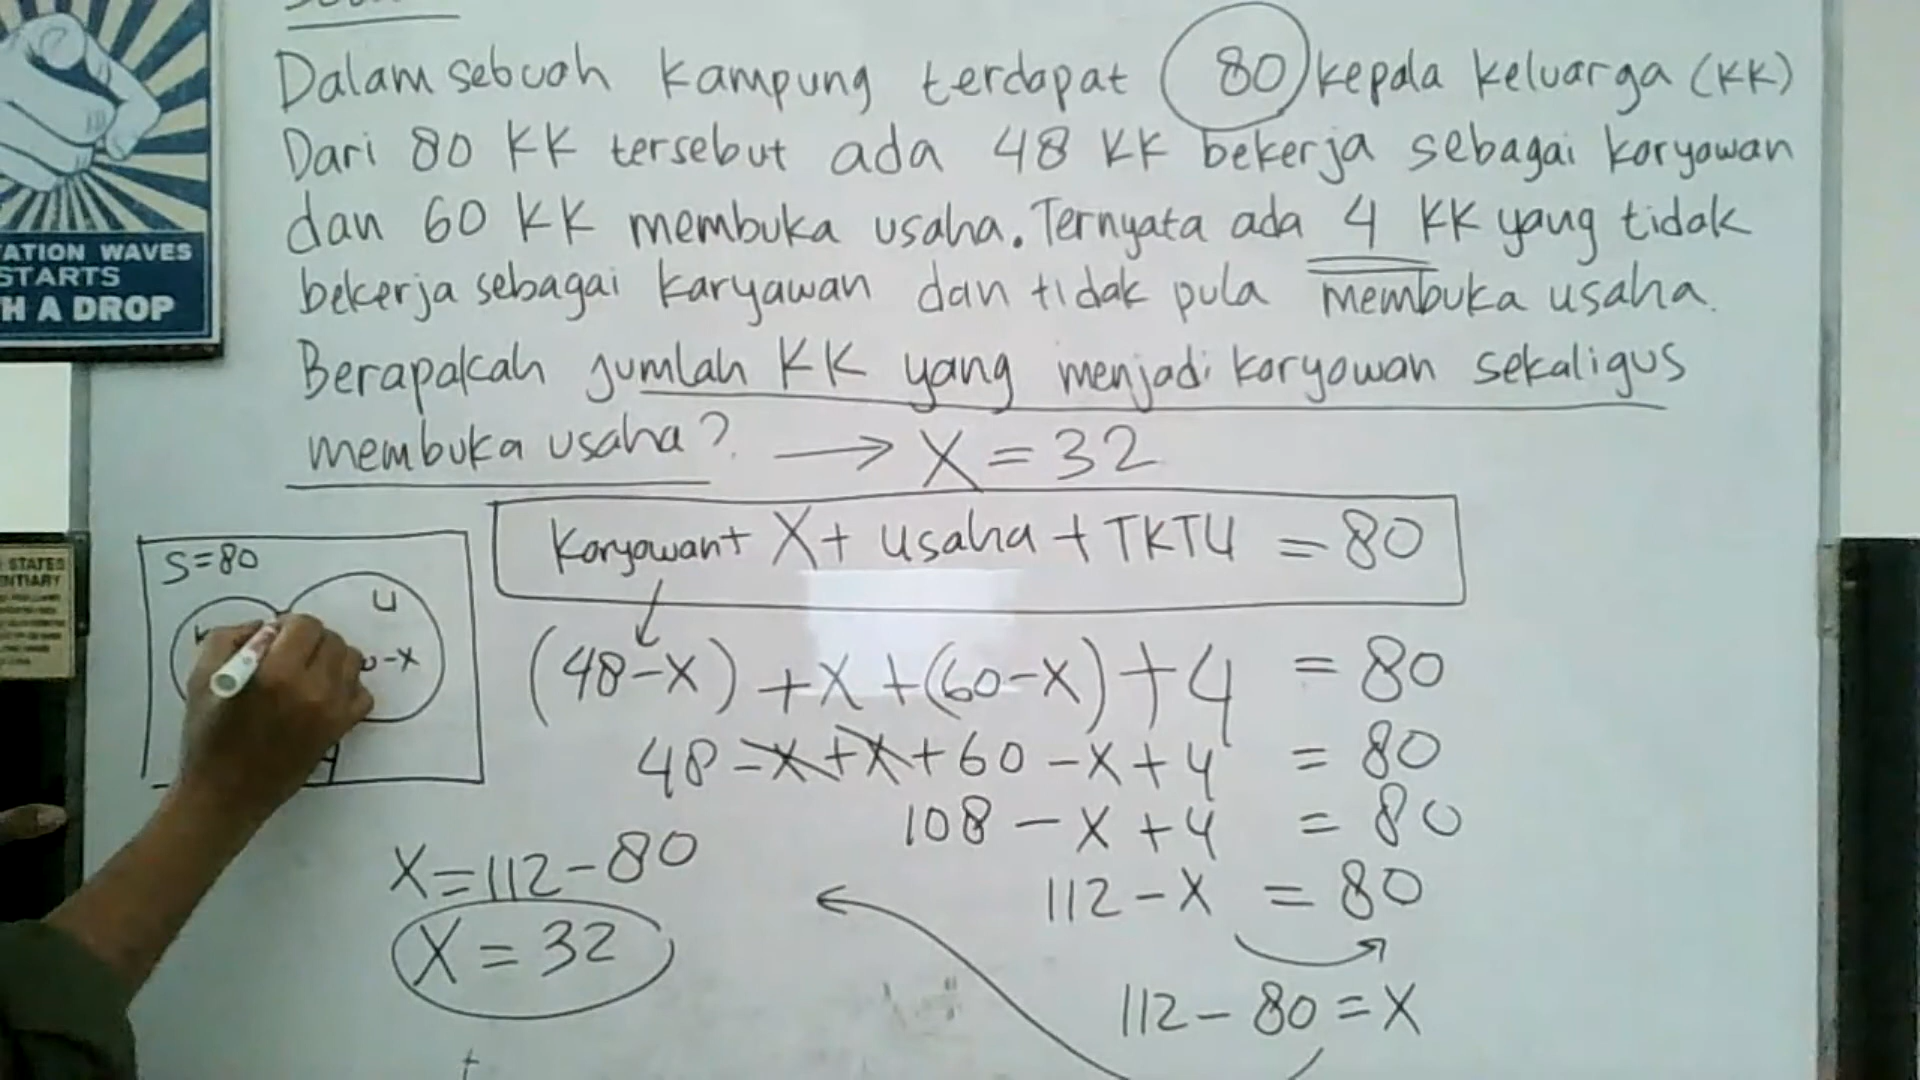 ATION WAVES
STARTS
H A DROP
STATES
NTIARY
Dalam sebuah kampung terdapat 80 kepala keluarga (KK)
Dari 80 KK tersebut ada 48 KK bekerja sebagai karyawan
dan 60 KK membuka usaha. Ternyata ada 4 KK yang tidak
bekerja sebagai karyawan dan tidak pula membuka usaha.
Berapakah jumlah KK yang menjadi karyawan sekaligus
membuka usaha? → X = 32
S=80
U
-x
Karyawan + X + usaha + TKTU = 80
(48-x) + x + (60-x) + 4 = 80
48 - x + x + 60 - x + 4 = 80
108 - x + 4 = 80
112 - x = 80
112 - 80 = x
X = 112 - 80
X = 32